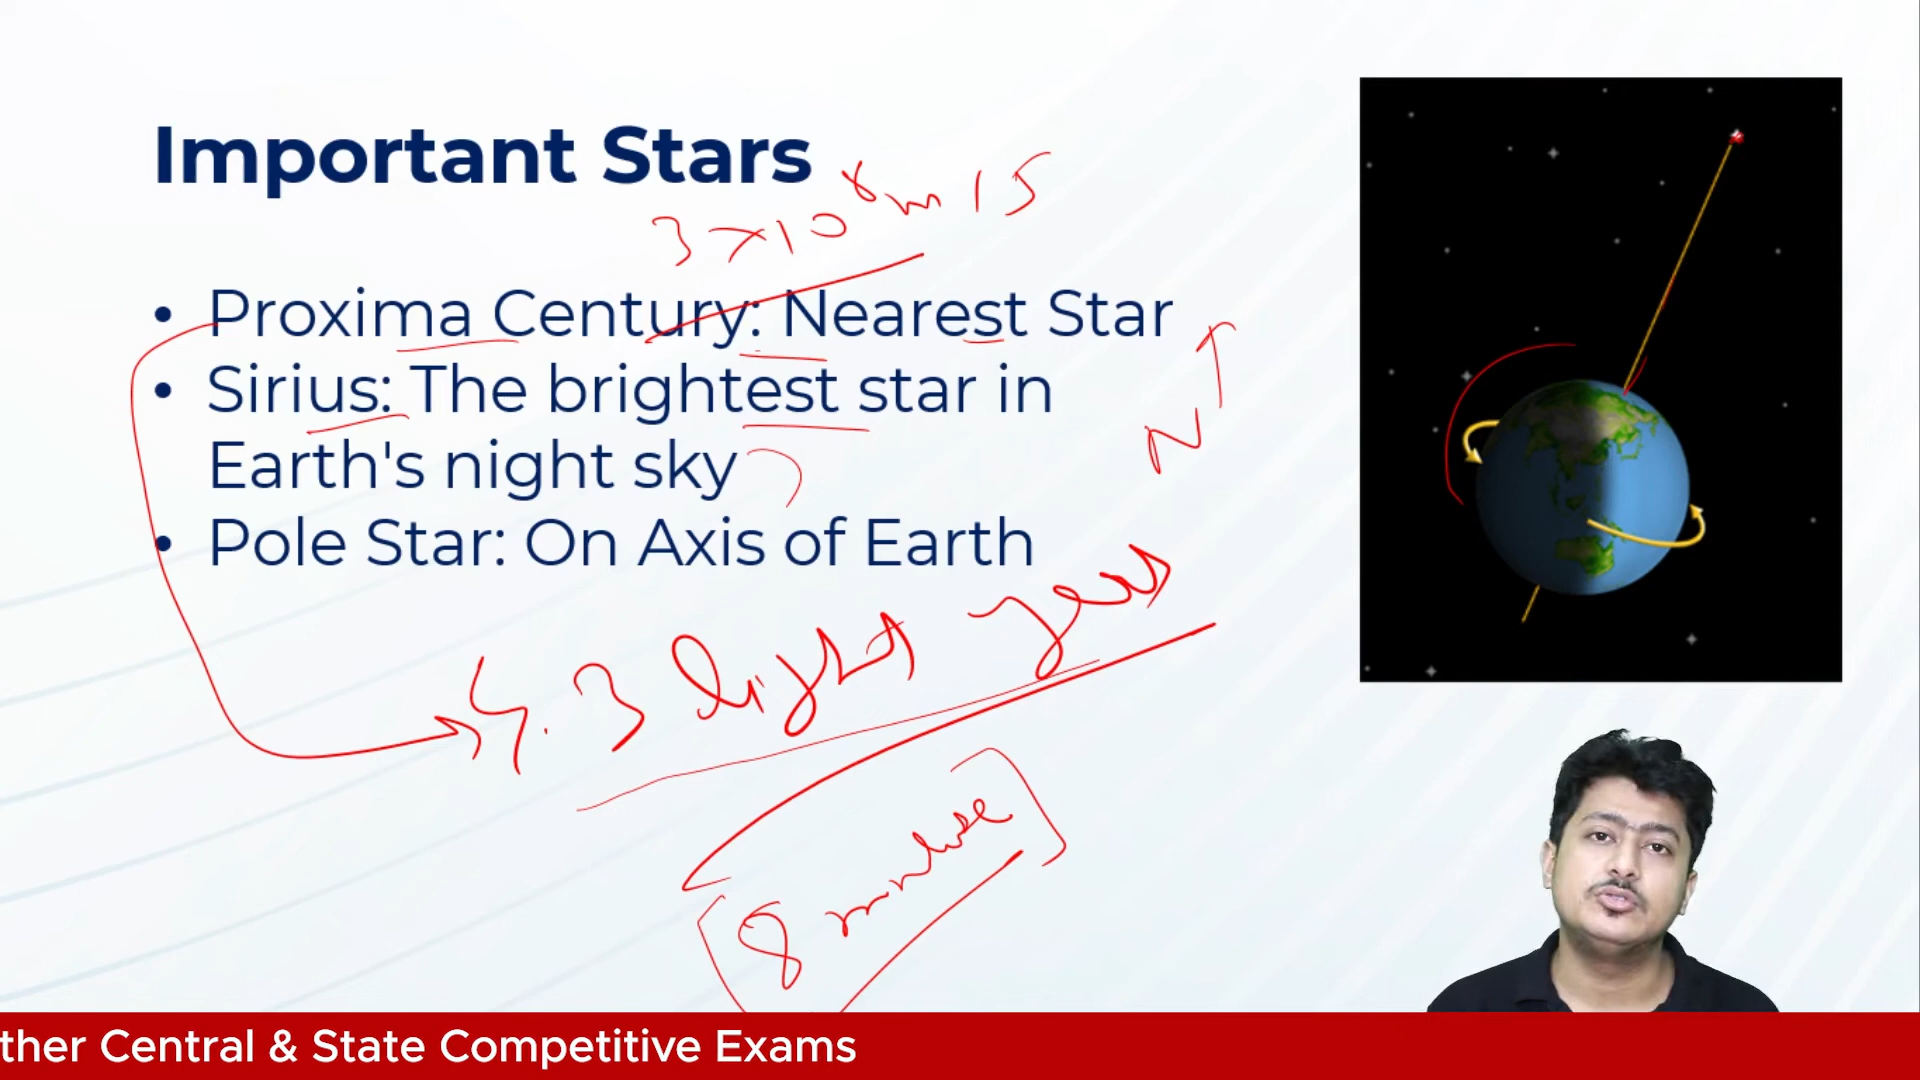 Important Stars
3×10⁸ m/s
• Proxima Century: Nearest Star
• Sirius: The brightest star in
Earth's night sky
• Pole Star: On Axis of Earth
N
4.3 light years
8 minute
ther Central & State Competitive Exams